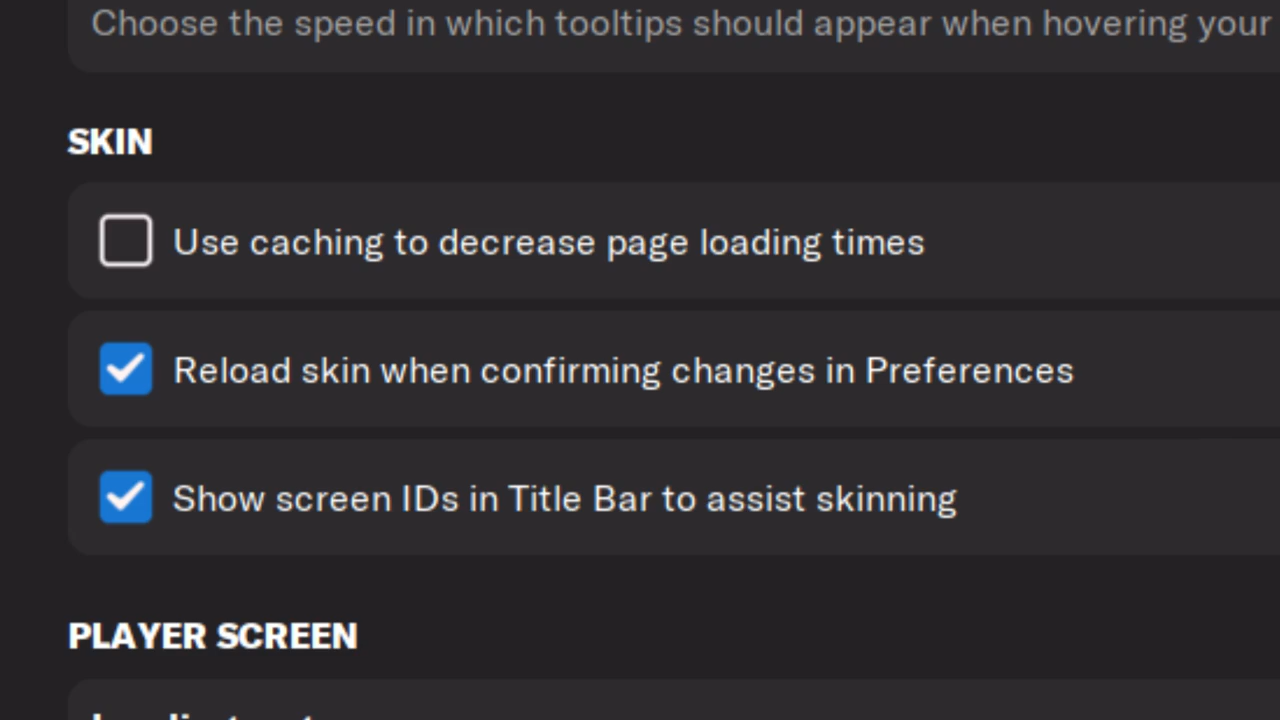 Choose the speed in which tooltips should appear when hovering your
SKIN
Use caching to decrease page loading times
Reload skin when confirming changes in Preferences
Show screen IDs in Title Bar to assist skinning
PLAYER SCREEN